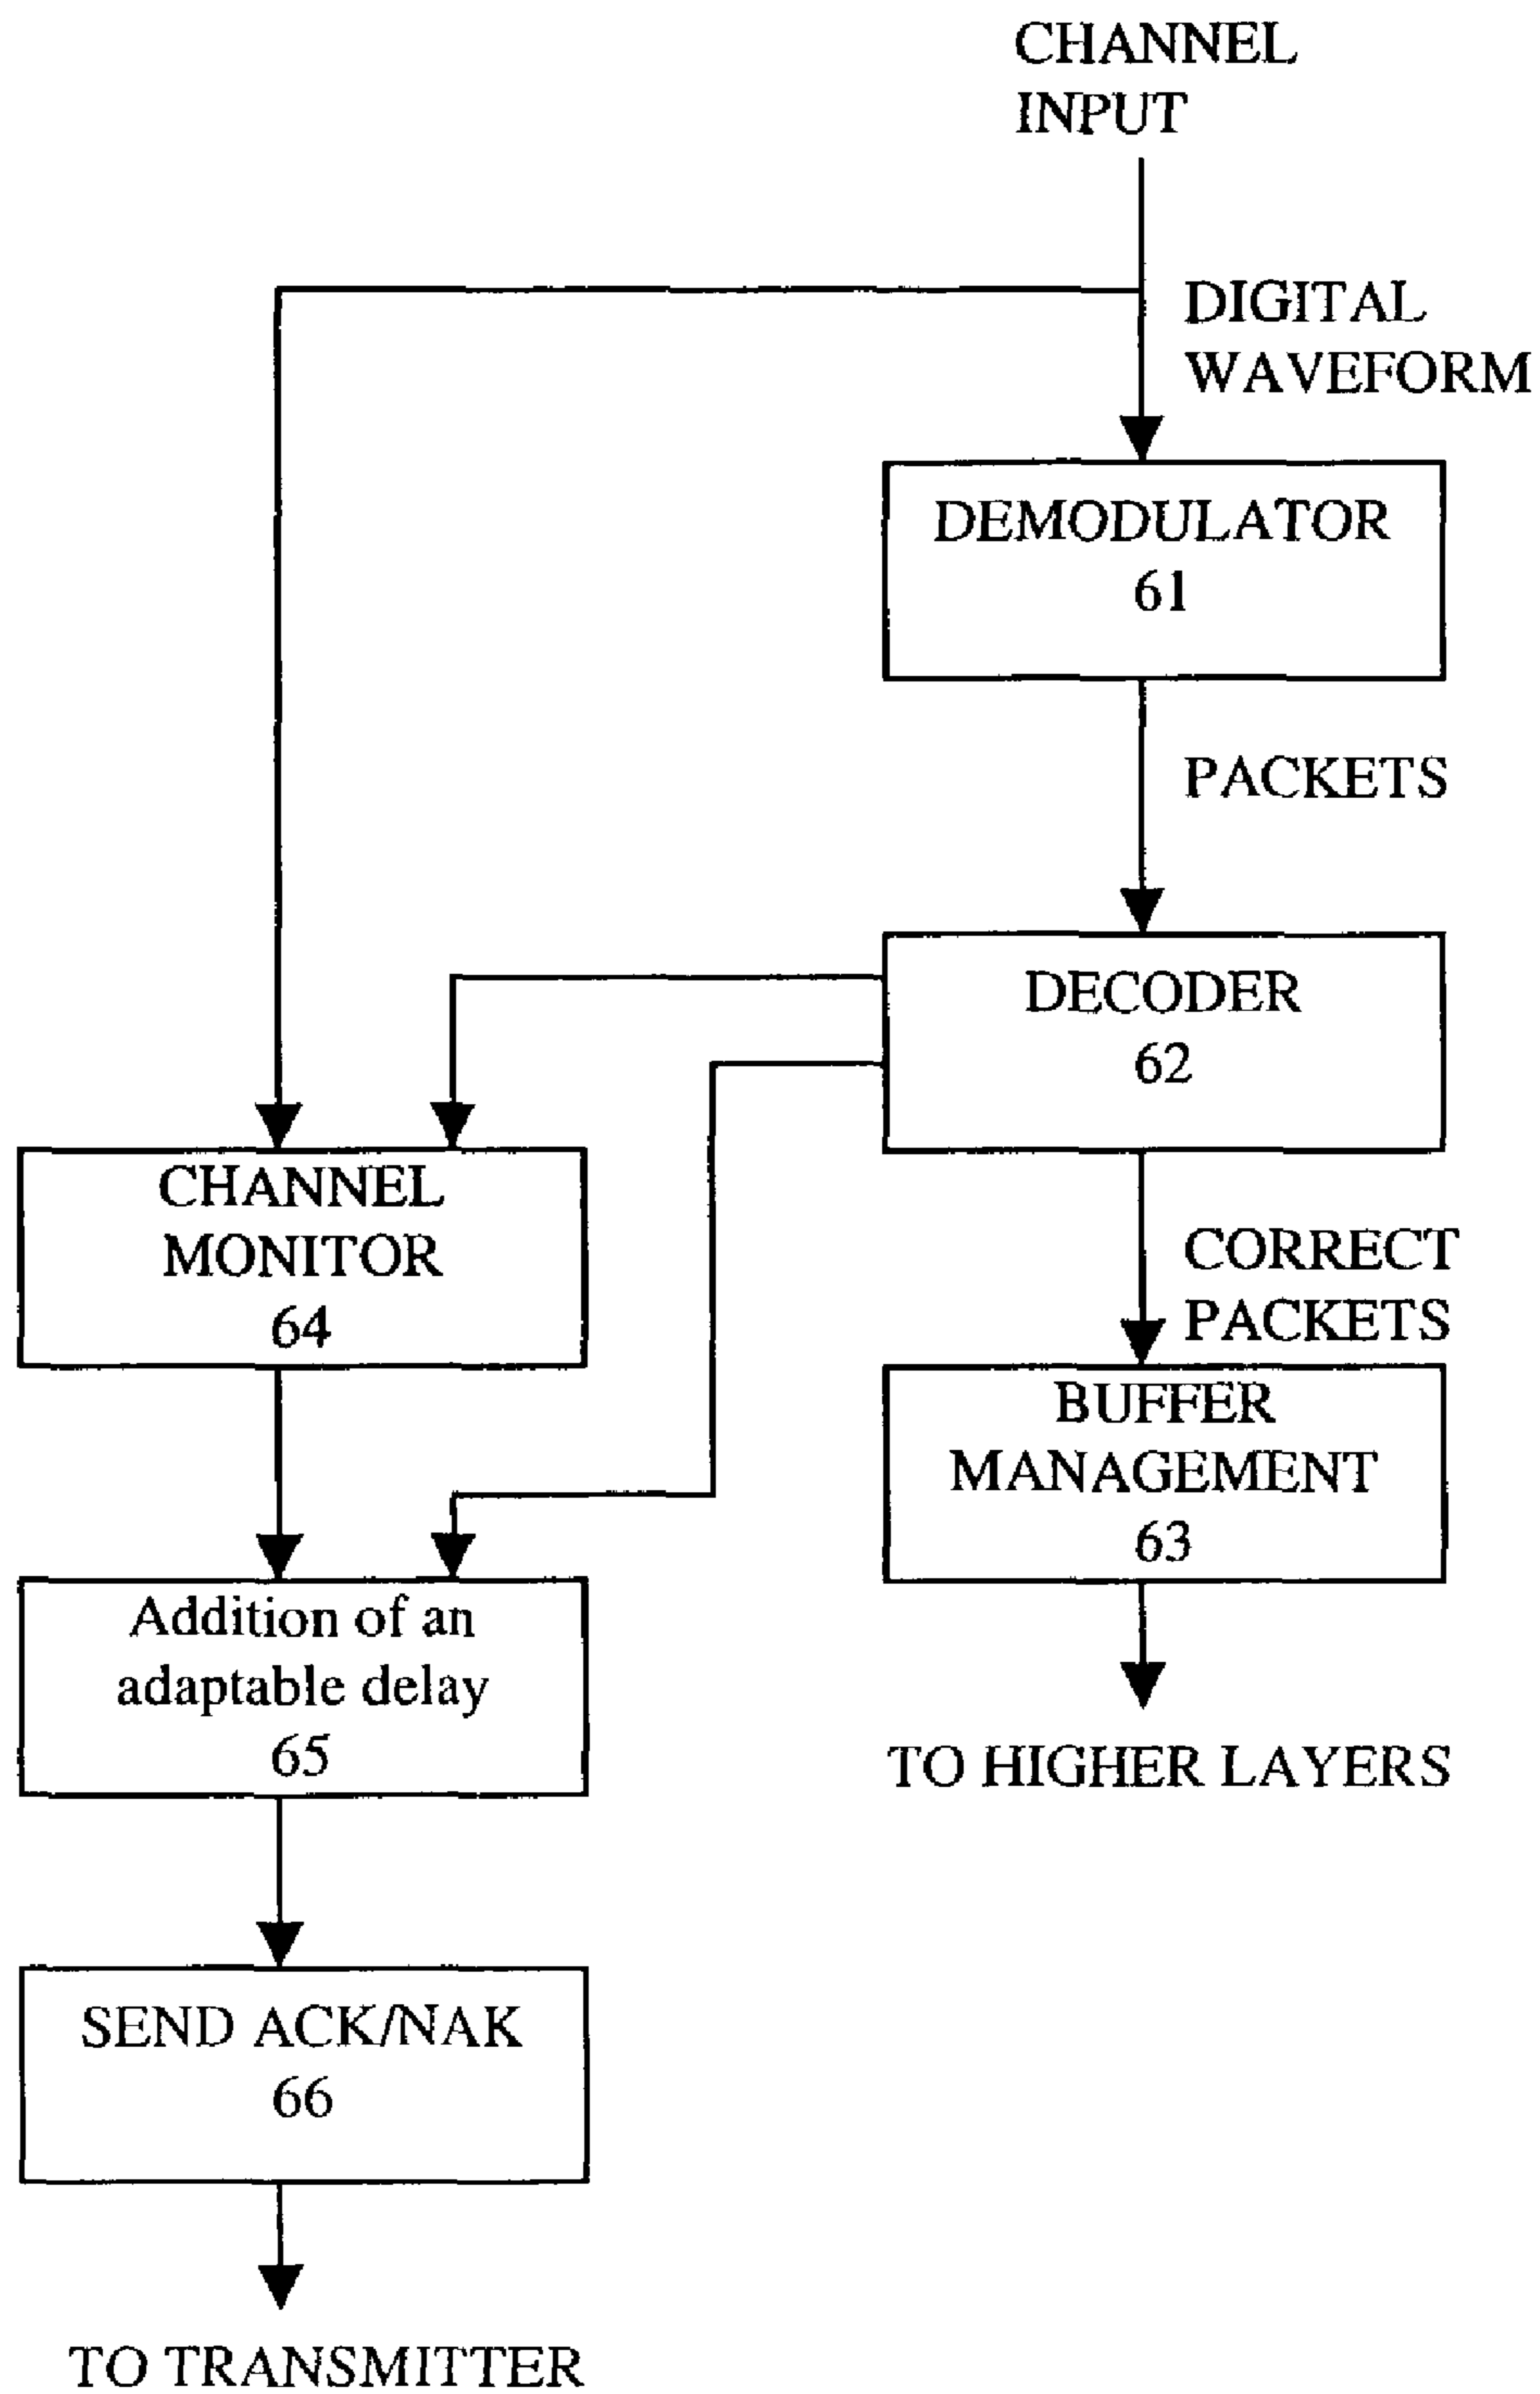 CHANNEL
INPUT
DIGITAL
WAVEFORM
DEMODULATOR
61
PACKETS
DECODER
62
CHANNEL
MONITOR
64
CORRECT
PACKETS
BUFFER
MANAGEMENT
63
Addition of an
adaptable delay
65
TO HIGHER LAYERS
SEND ACK/NAK
66
TO TRANSMITTER